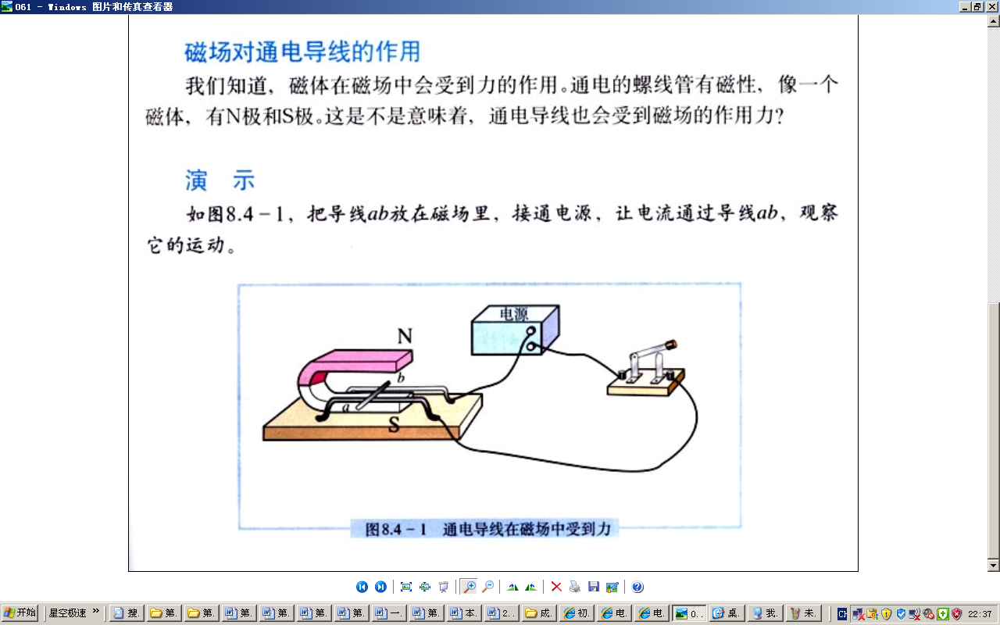 061 - Windows 图片和传真查看器
磁场对通电导线的作用
我们知道，磁体在磁场中会受到力的作用。通电的螺线管有磁性，像一个
磁体，有N极和S极。这是不是意味着，通电导线也会受到磁场的作用力？
演 示
如图8.4－1，把导线ab放在磁场里，接通电源，让电流通过导线ab，观察
它的运动。
电源
N
b
a
S
图8.4－1 通电导线在磁场中受到力
开始 星空极速 » 搜. 第. 第. 第. 第. 第. 第. 一. 第. 本. 2.. 成. 初. 电. 电. 0.. 桌. 我. 未. CH 22:37